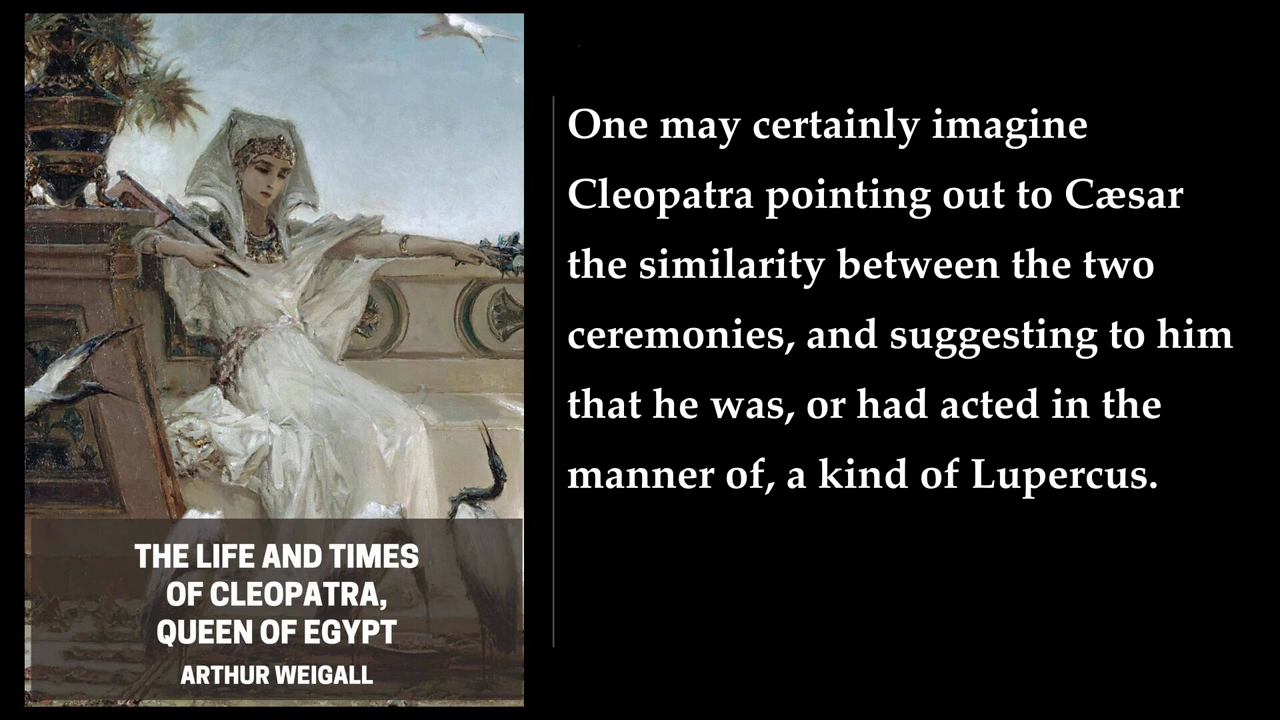 One may certainly imagine
Cleopatra pointing out to Cæsar
the similarity between the two
ceremonies, and suggesting to him
that he was, or had acted in the
manner of, a kind of Lupercus.
THE LIFE AND TIMES
OF CLEOPATRA,
QUEEN OF EGYPT
ARTHUR WEIGALL